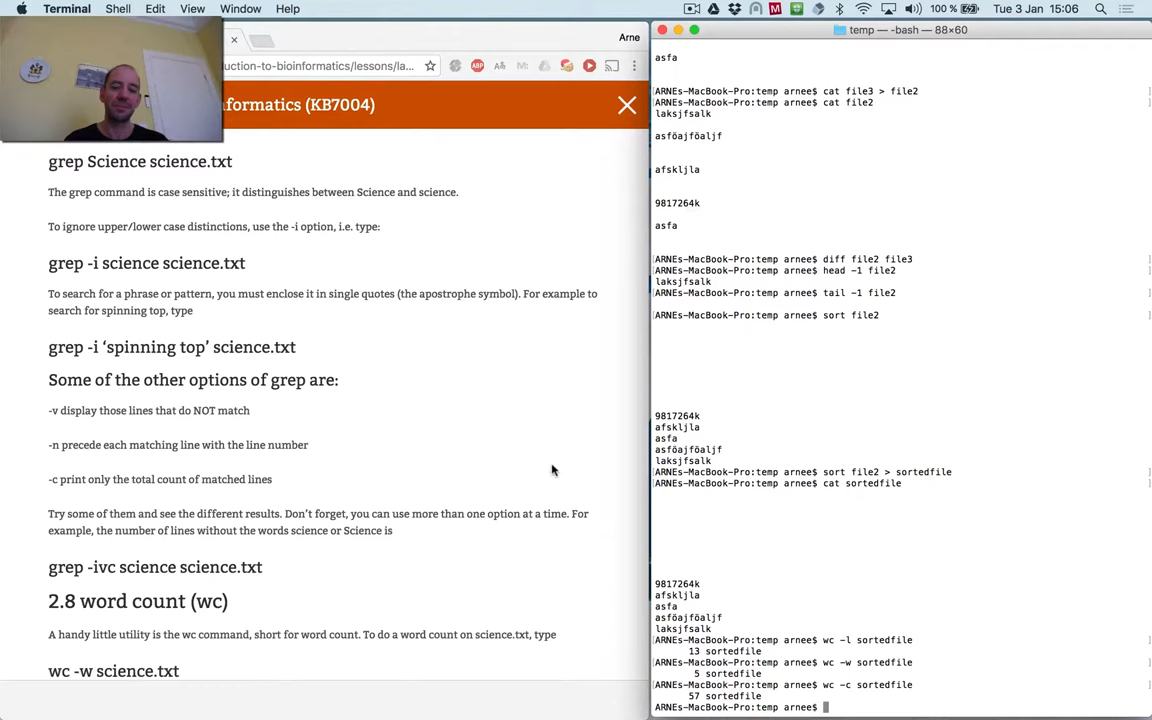 Terminal Shell Edit View Window Help
100 % Tue 3 Jan 15:06
Arne
uction-to-bioinformatics/lessons/la...
ABP
formatics (KB7004)
grep Science science.txt
The grep command is case sensitive; it distinguishes between Science and science.
To ignore upper/lower case distinctions, use the -i option, i.e. type:
grep -i science science.txt
To search for a phrase or pattern, you must enclose it in single quotes (the apostrophe symbol). For example to
search for spinning top, type
grep -i ‘spinning top’ science.txt
Some of the other options of grep are:
-v display those lines that do NOT match
-n precede each matching line with the line number
-c print only the total count of matched lines
Try some of them and see the different results. Don’t forget, you can use more than one option at a time. For
example, the number of lines without the words science or Science is
grep -ivc science science.txt
2.8 word count (wc)
A handy little utility is the wc command, short for word count. To do a word count on science.txt, type
wc -w science.txt
temp — -bash — 88×60
asfa
[ARNEs-MacBook-Pro:temp arnee$ cat file3 > file2 ]
[ARNEs-MacBook-Pro:temp arnee$ cat file2 ]
laksjfsalk
asföajföaljf
afskljla
9817264k
asfa
[ARNEs-MacBook-Pro:temp arnee$ diff file2 file3 ]
[ARNEs-MacBook-Pro:temp arnee$ head -1 file2 ]
laksjfsalk
[ARNEs-MacBook-Pro:temp arnee$ tail -1 file2 ]
[ARNEs-MacBook-Pro:temp arnee$ sort file2 ]
9817264k
afskljla
asfa
asföajföaljf
laksjfsalk
[ARNEs-MacBook-Pro:temp arnee$ sort file2 > sortedfile ]
[ARNEs-MacBook-Pro:temp arnee$ cat sortedfile ]
9817264k
afskljla
asfa
asföajföaljf
laksjfsalk
[ARNEs-MacBook-Pro:temp arnee$ wc -l sortedfile ]
13 sortedfile
[ARNEs-MacBook-Pro:temp arnee$ wc -w sortedfile ]
5 sortedfile
[ARNEs-MacBook-Pro:temp arnee$ wc -c sortedfile ]
57 sortedfile
ARNEs-MacBook-Pro:temp arnee$